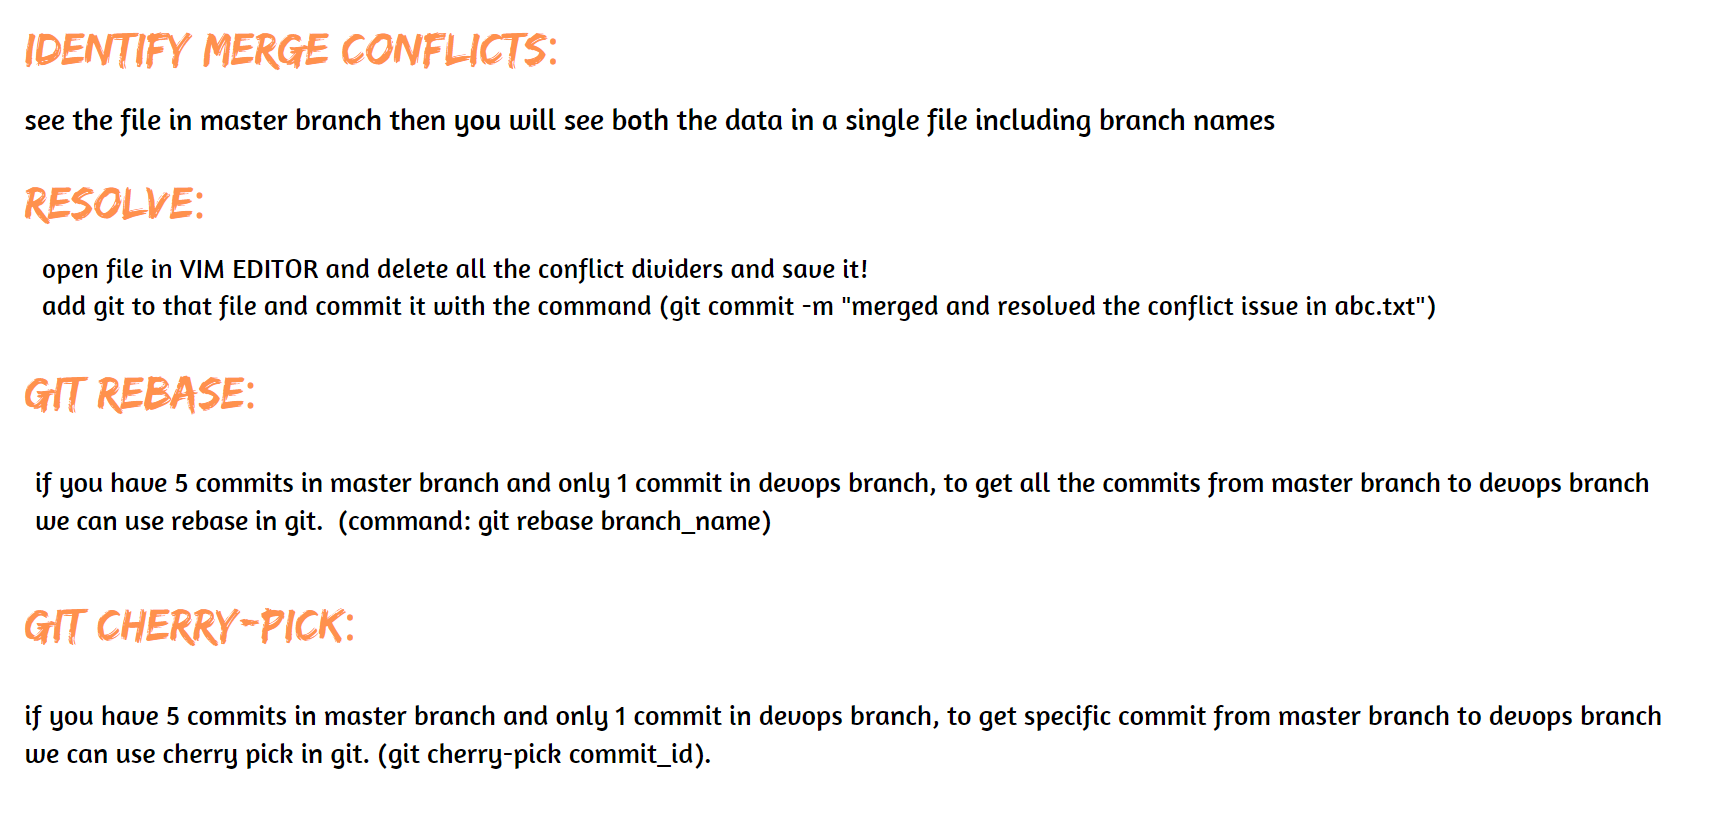 IDENTIFY MERGE CONFLICTS:
see the file in master branch then you will see both the data in a single file including branch names
RESOLVE:
open file in VIM EDITOR and delete all the conflict dividers and save it!
add git to that file and commit it with the command (git commit -m "merged and resolved the conflict issue in abc.txt")
GIT REBASE:
if you have 5 commits in master branch and only 1 commit in devops branch, to get all the commits from master branch to devops branch
we can use rebase in git. (command: git rebase branch_name)
GIT CHERRY-PICK:
if you have 5 commits in master branch and only 1 commit in devops branch, to get specific commit from master branch to devops branch
we can use cherry pick in git. (git cherry-pick commit_id).